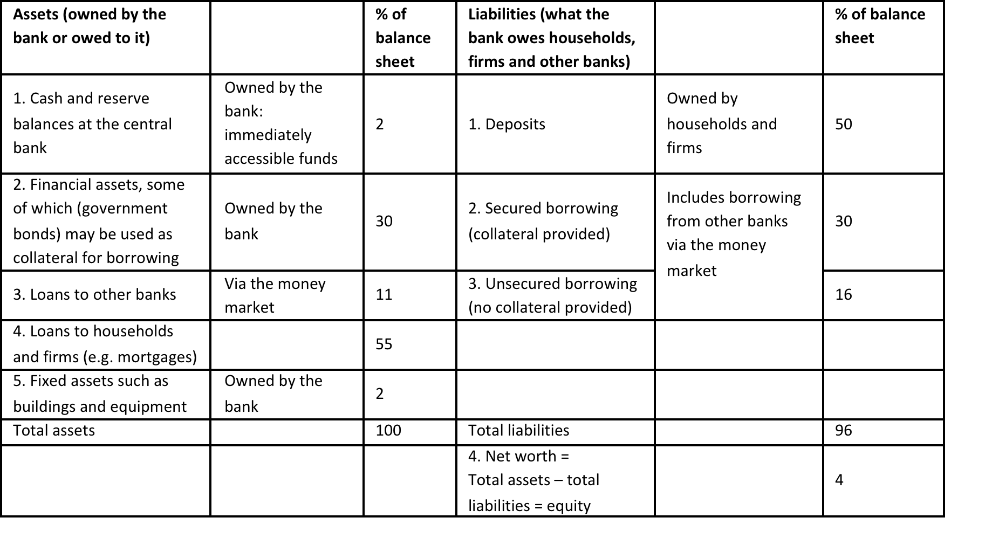 Assets (owned by the
bank or owed to it)
% of
balance
sheet
Liabilities (what the
bank owes households,
firms and other banks)
% of balance
sheet
1. Cash and reserve
balances at the central
bank
Owned by the
bank:
immediately
accessible funds
2
1. Deposits
Owned by
households and
firms
50
2. Financial assets, some
of which (government
bonds) may be used as
collateral for borrowing
Owned by the
bank
30
2. Secured borrowing
(collateral provided)
Includes borrowing
from other banks
via the money
market
30
3. Loans to other banks
Via the money
market
11
3. Unsecured borrowing
(no collateral provided)
16
4. Loans to households
and firms (e.g. mortgages)
55
5. Fixed assets such as
buildings and equipment
Owned by the
bank
2
Total assets
100
Total liabilities
96
4. Net worth =
Total assets – total
liabilities = equity
4